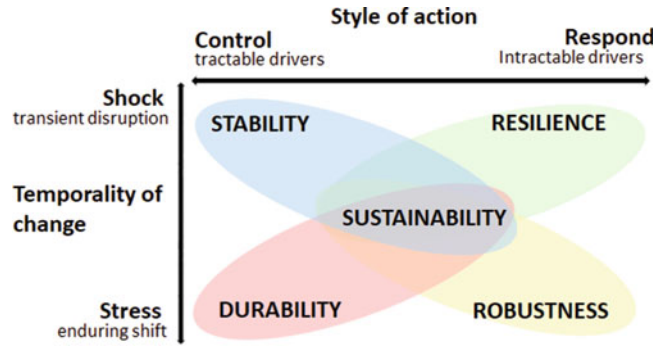 Style of action
Control
tractable drivers
Respond
Intractable drivers
Shock
transient disruption
STABILITY
RESILIENCE
Temporality of
change
SUSTAINABILITY
Stress
enduring shift
DURABILITY
ROBUSTNESS